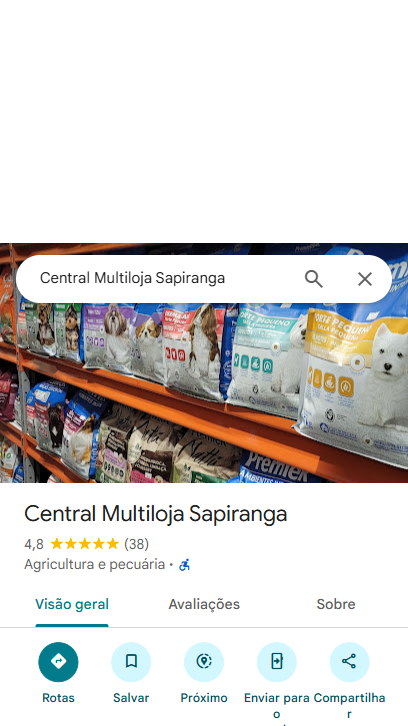 Central Multiloja Sapiranga
PORTE PEQUENO
PORTE PEQUENO
PremieR
Central Multiloja Sapiranga
4,8 (38)
Agricultura e pecuária ·
Visão geral
Avaliações
Sobre
Rotas
Salvar
Próximo
Enviar para o
Compartilhar